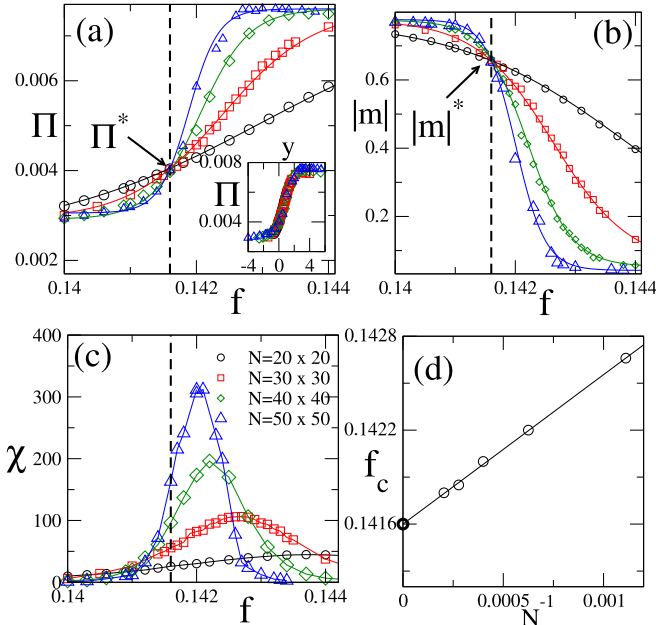 (a)
0.006
Π
Π*
0.004
0.002
0.14
0.142
0.144
f
y
0.008
Π
0.004
-4
0
4
(b)
0.6
|m|
|m|*
0.4
0.2
0.14
0.142
0.144
f
(c)
400
300
χ
200
100
0
0.14
0.142
0.144
f
N=20 x 20
N=30 x 30
N=40 x 40
N=50 x 50
(d)
0.1428
0.1422
f_c
0.1416
0
0.0005
0.001
N^-1